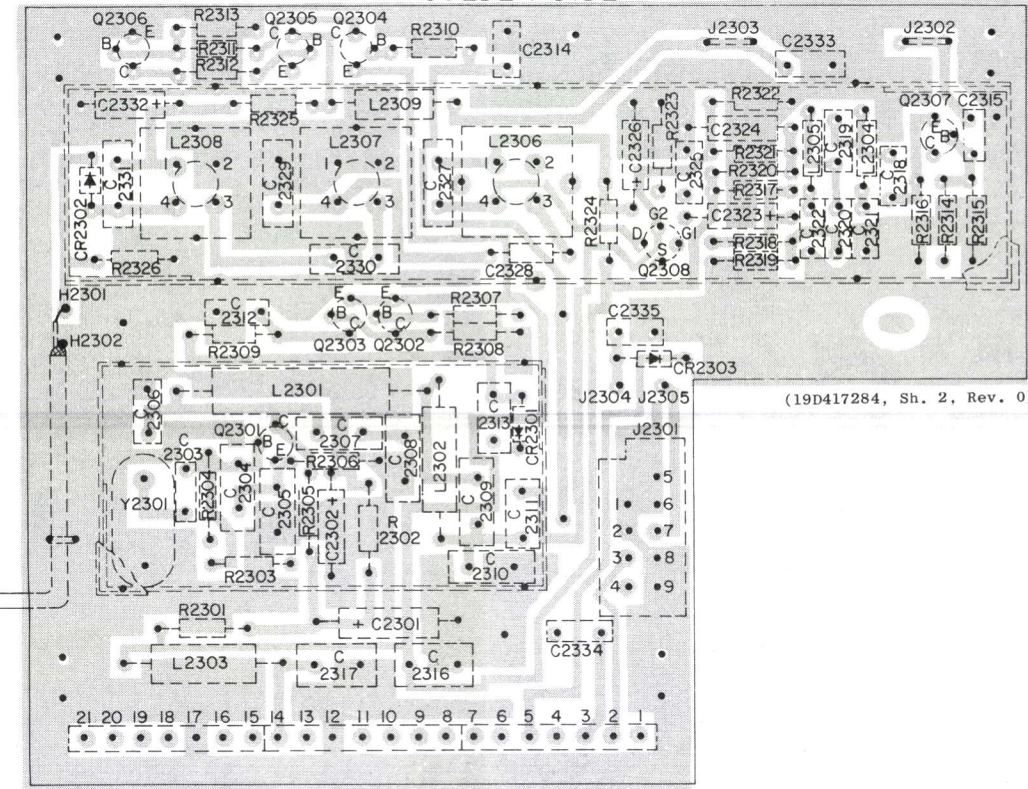 Q2306 E B C
R2313
R2311
R2312
Q2305 C B E
Q2304 C B E
R2310
C2314
J2303
C2333
J2302
C2332 +
R2325
L2309
R2323
R2322
Q2307 E B C
C2315
L2308 1 2 3 4
L2307 1 2 3 4
L2306 1 2 3 4
C2326 +
C2324
C2325
R2321
R2320
R2317
L2305
C2319
L2304
C2318
CR2302
C2331
C2329
C2327
R2324
D G2 G1 S
Q2308
C2323 +
R2318
R2319
C2322
C2320
C2321
R2316
R2314
R2315
R2326
C2330
C2328
H2301
H2302
C2312
R2309
E B C
Q2303
E B C
Q2302
R2307
R2308
C2335
CR2303
J2304 J2305
(19D417284, Sh. 2, Rev. 0
L2301
C2306
Q2301 C B E
C2307
C2308
L2302
C2313
CR2301
J2301
C2303
R2304
C2304
R2306
C2305
R2305
C2302 +
R2302
C2309
C2311
Y2301
R2303
C2310
5
1 6
2 7
3 8
4 9
R2301
+ C2301
C2334
L2303
C2317
C2316
21 20 19 18 17 16 15 14 13 12 11 10 9 8 7 6 5 4 3 2 1